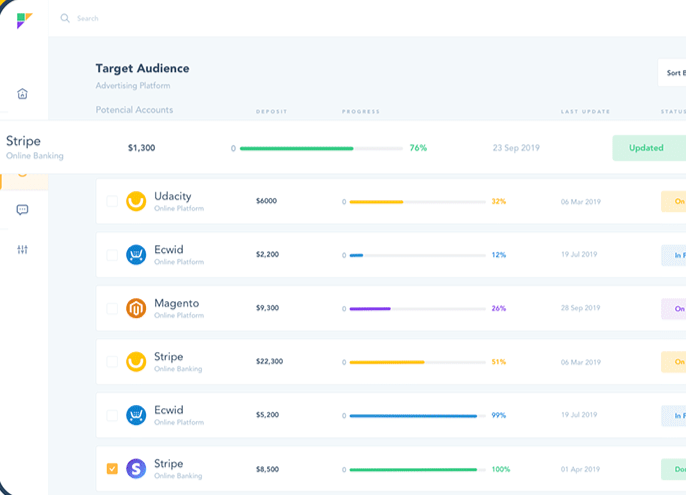 Search
Target Audience
Sort B
Advertising Platform
Potencial Accounts DEPOSIT PROGRESS LAST UPDATE STATUS
Stripe
Online Banking
$1,300 0 76% 23 Sep 2019 Updated
Udacity
Online Platform
$6000 0 32% 06 Mar 2019 On
Ecwid
Online Platform
$2,200 0 12% 19 Jul 2019 In P
Magento
Online Platform
$9,300 0 26% 28 Sep 2019 On
Stripe
Online Banking
$22,300 0 51% 06 Mar 2019 On
Ecwid
Online Platform
$5,200 0 99% 19 Jul 2019 In P
Stripe
Online Banking
$8,500 0 100% 01 Apr 2019 Do